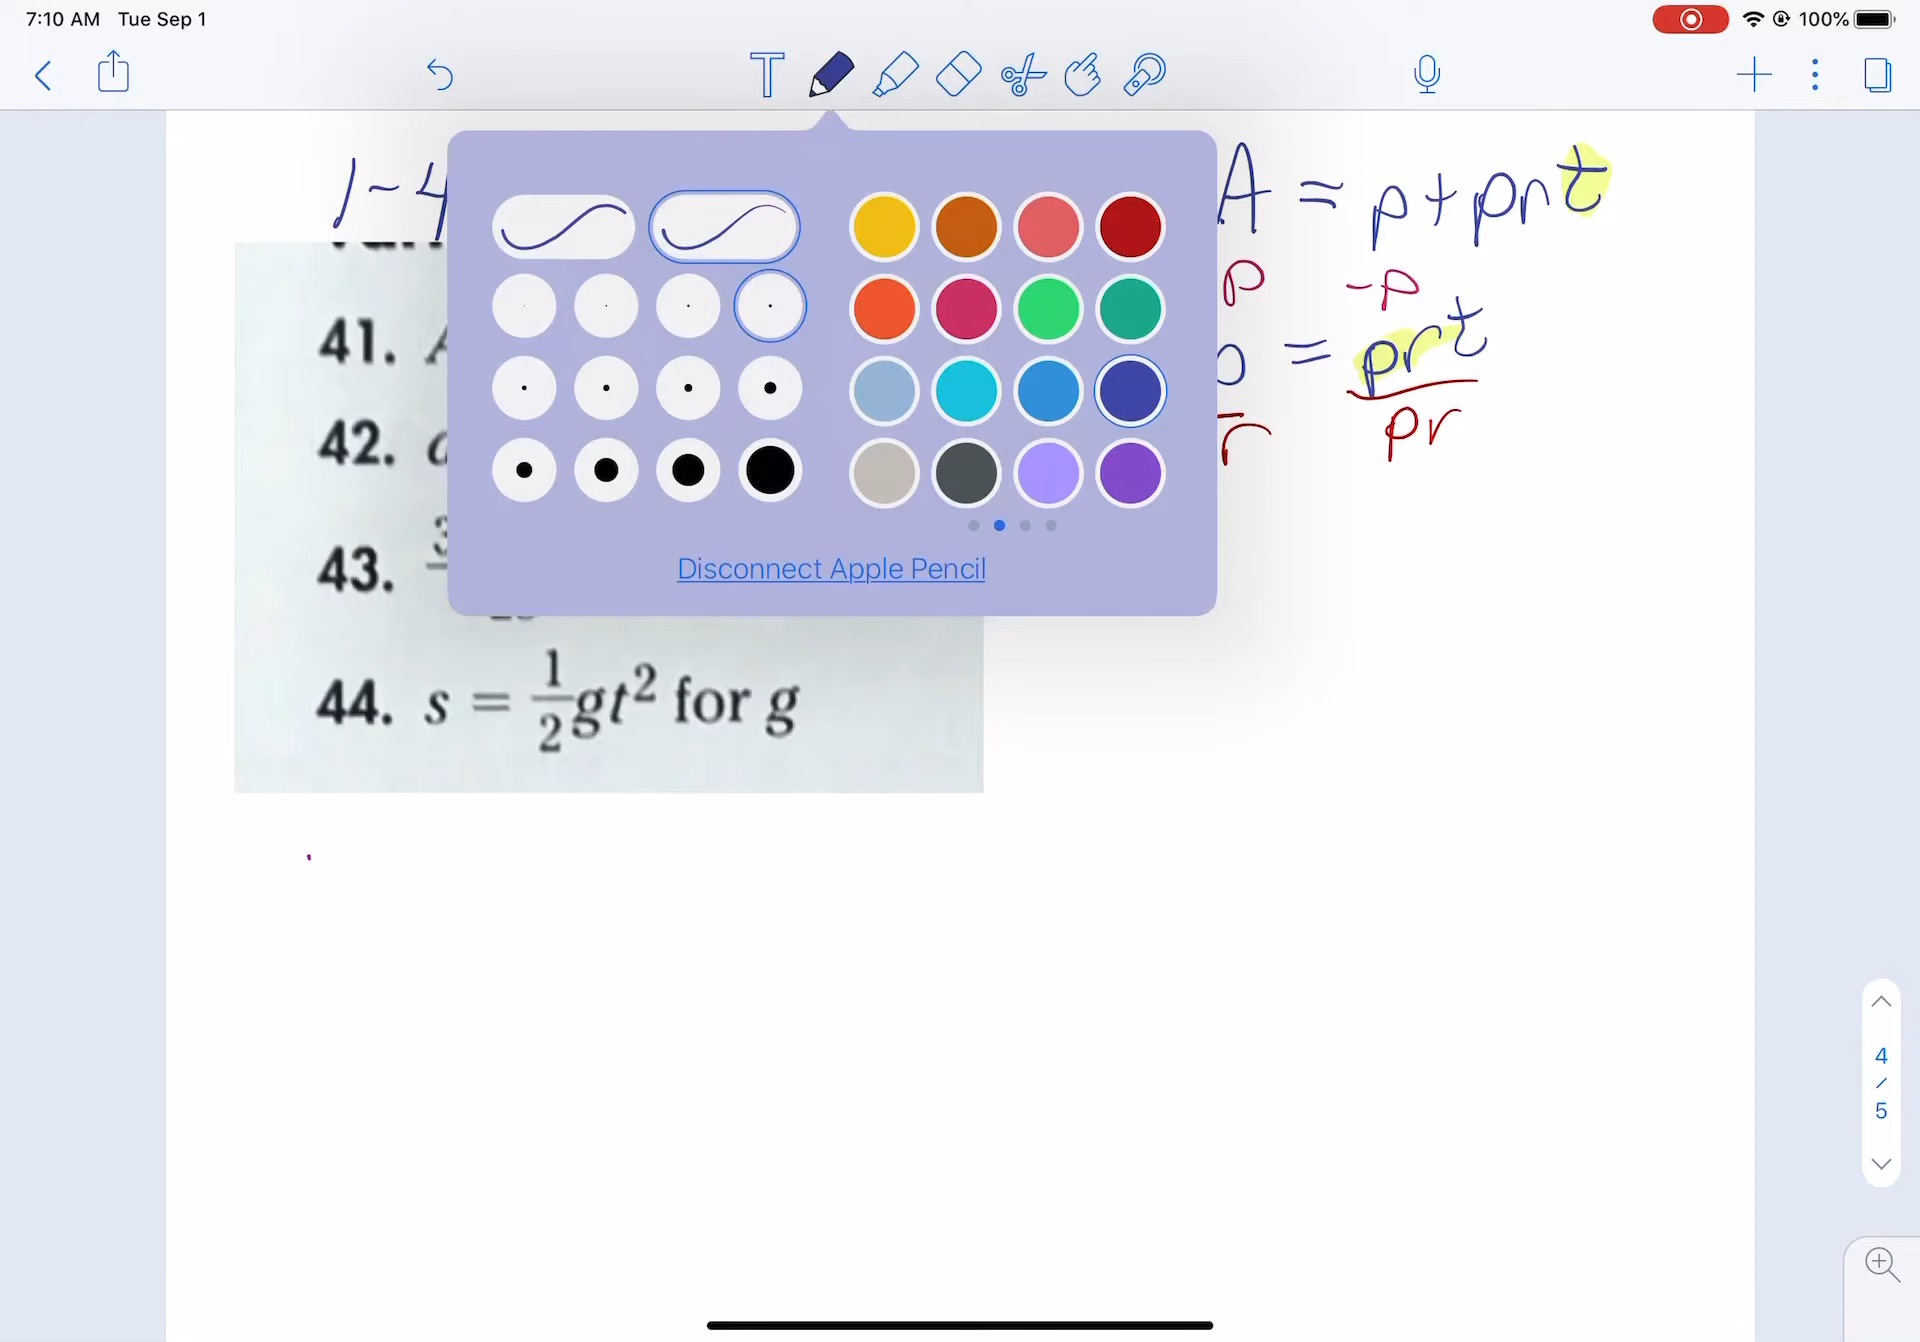 7:10 AM Tue Sep 1
100%
T
1-4
A = p + prt
p -p
= prt
r pr
41.
42.
43. 3
44. s = 1/2 gt² for g
Disconnect Apple Pencil
4
/
5